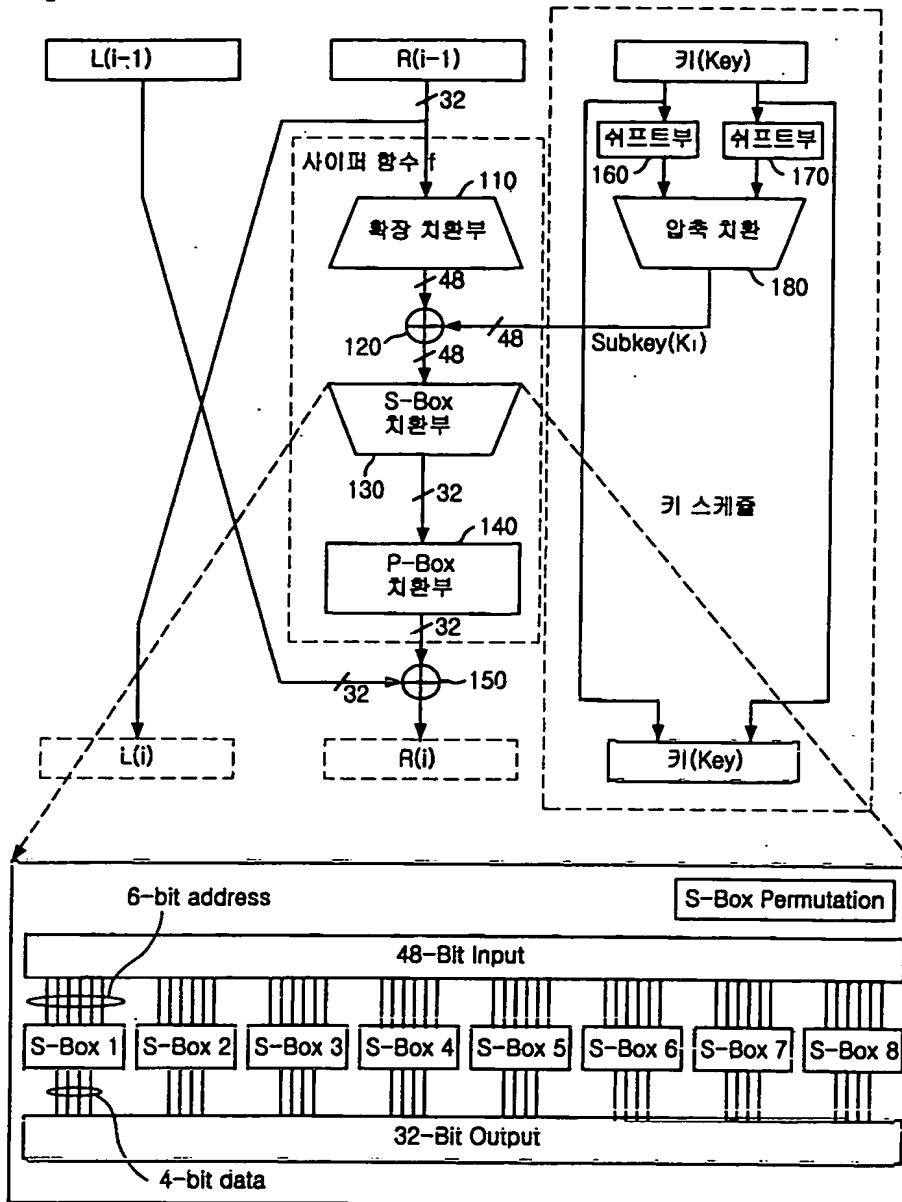 L(i-1)
R(i-1)
키(Key)
32
쉬프트부
쉬프트부
사이퍼 함수 f
160
170
110
확장 치환부
압축 치환
48
180
120
48
Subkey(Ki)
48
S-Box
치환부
130
32
키 스케쥴
140
P-Box
치환부
32
32
150
L(i)
R(i)
키(Key)
6-bit address
S-Box Permutation
48-Bit Input
S-Box 1
S-Box 2
S-Box 3
S-Box 4
S-Box 5
S-Box 6
S-Box 7
S-Box 8
32-Bit Output
4-bit data